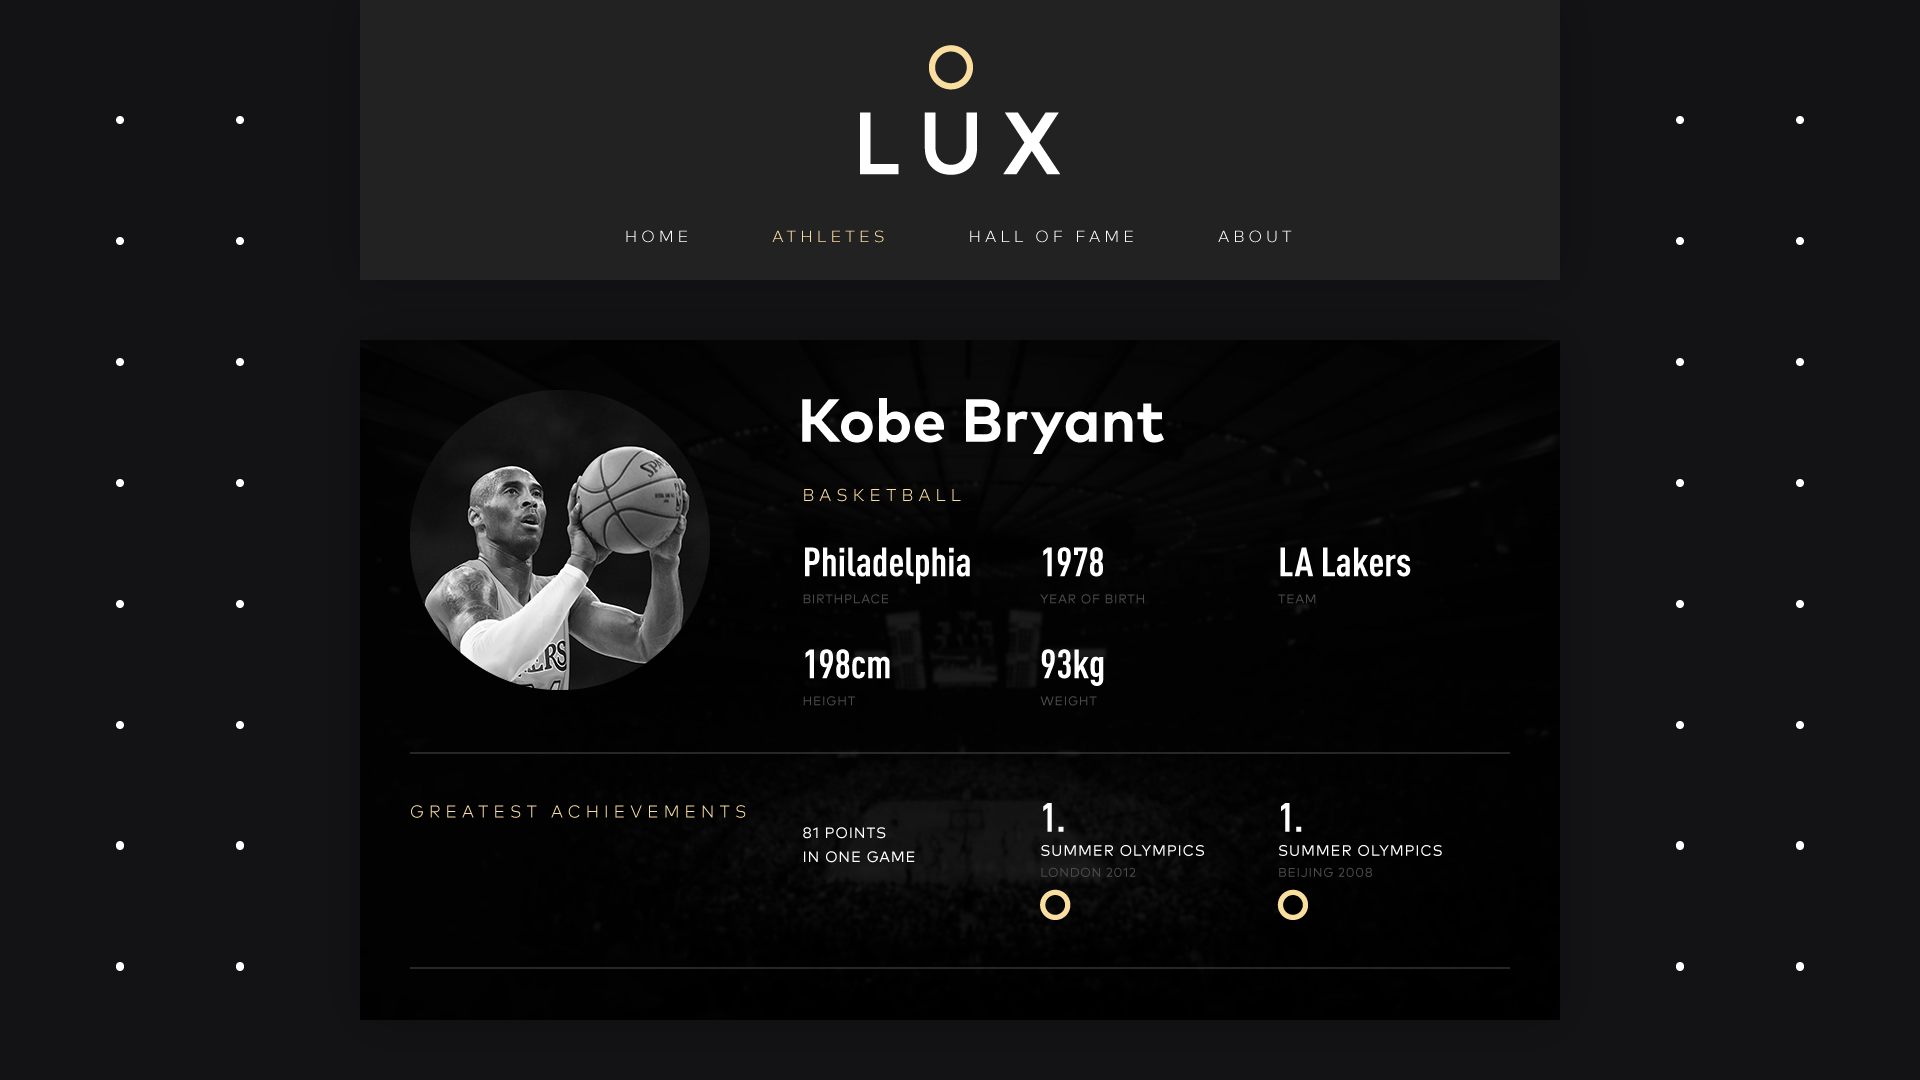 LUX
HOME ATHLETES HALL OF FAME ABOUT
Kobe Bryant
BASKETBALL
Philadelphia 1978 LA Lakers
BIRTHPLACE YEAR OF BIRTH TEAM
198cm 93kg
HEIGHT WEIGHT
GREATEST ACHIEVEMENTS
81 POINTS
IN ONE GAME
1.
SUMMER OLYMPICS
LONDON 2012
1.
SUMMER OLYMPICS
BEIJING 2008